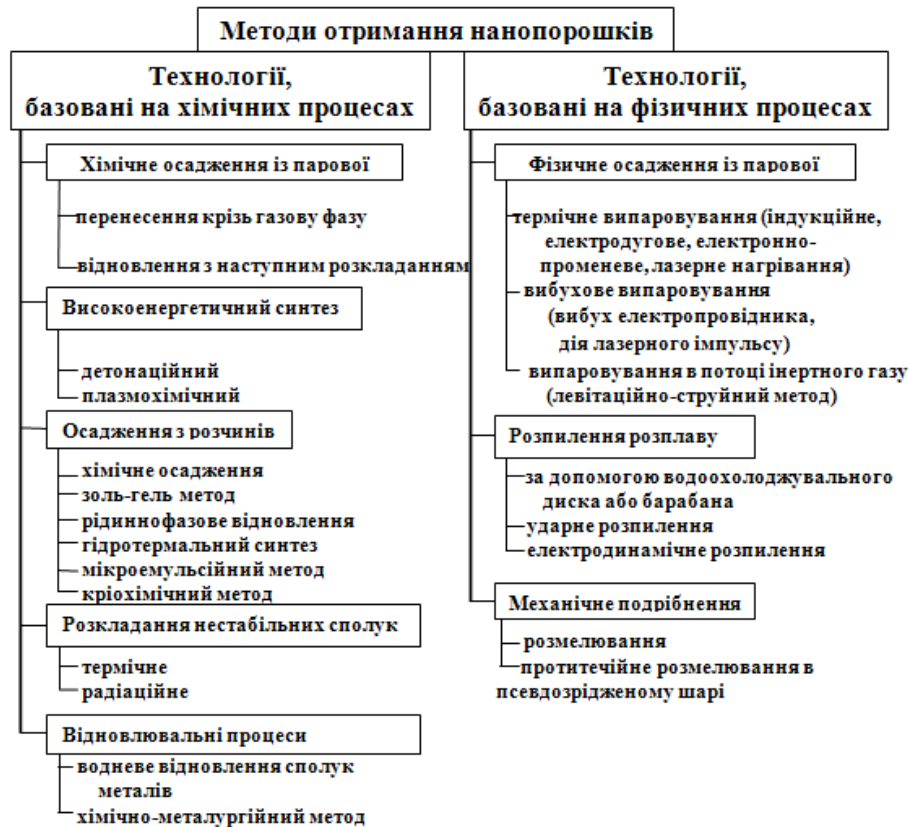 Методи отримання нанопорошків
Технології,
базовані на хімічних процесах
Хімічне осадження із парової
перенесення крізь газову фазу
відновлення з наступним розкладанням
Високоенергетичний синтез
детонаційний
плазмохімічний
Осадження з розчинів
хімічне осадження
золь-гель метод
рідиннофазове відновлення
гідротермальний синтез
мікроемульсійний метод
кріохімічний метод
Розкладання нестабільних сполук
термічне
радіаційне
Відновлювальні процеси
водневе відновлення сполук
металів
хімічно-металургійний метод
Технології,
базовані на фізичних процесах
Фізичне осадження із парової
термічне випаровування (індукційне,
електродугове, електронно-
променеве, лазерне нагрівання)
вибухове випаровування
(вибух електропровідника,
дія лазерного імпульсу)
випаровування в потоці інертного газу
(левітаційно-струйний метод)
Розпилення розплаву
за допомогою водоохолоджувального
диска або барабана
ударне розпилення
електродинамічне розпилення
Механічне подрібнення
розмелювання
протитечійне розмелювання в
псевдозрідженому шарі